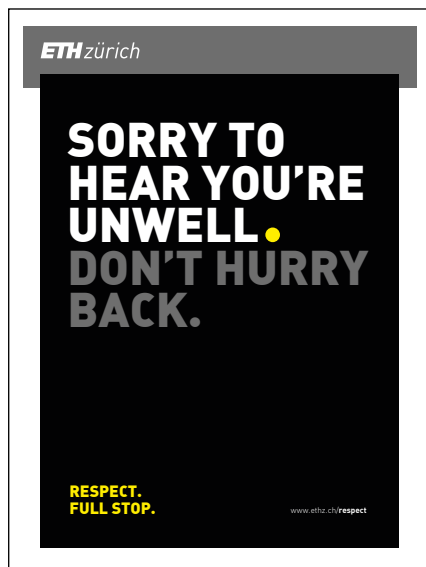 ETH zürich
SORRY TO
HEAR YOU'RE
UNWELL.
DON'T HURRY
BACK.
RESPECT.
FULL STOP.
www.ethz.ch/respect